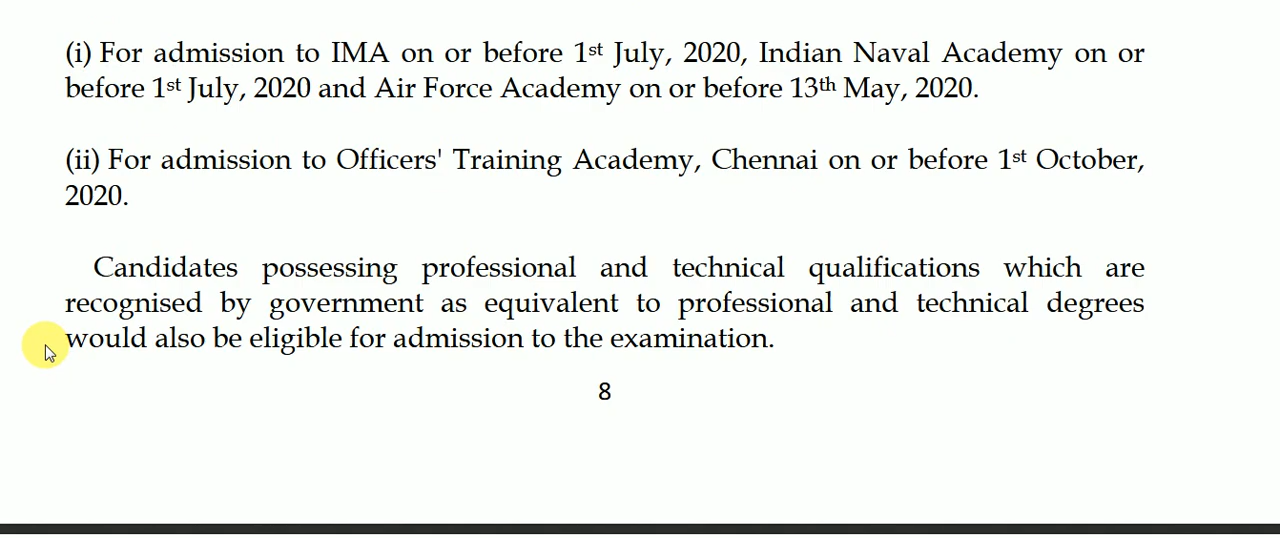 (i) For admission to IMA on or before 1st July, 2020, Indian Naval Academy on or
before 1st July, 2020 and Air Force Academy on or before 13th May, 2020.
(ii) For admission to Officers' Training Academy, Chennai on or before 1st October,
2020.
Candidates possessing professional and technical qualifications which are
recognised by government as equivalent to professional and technical degrees
would also be eligible for admission to the examination.
8